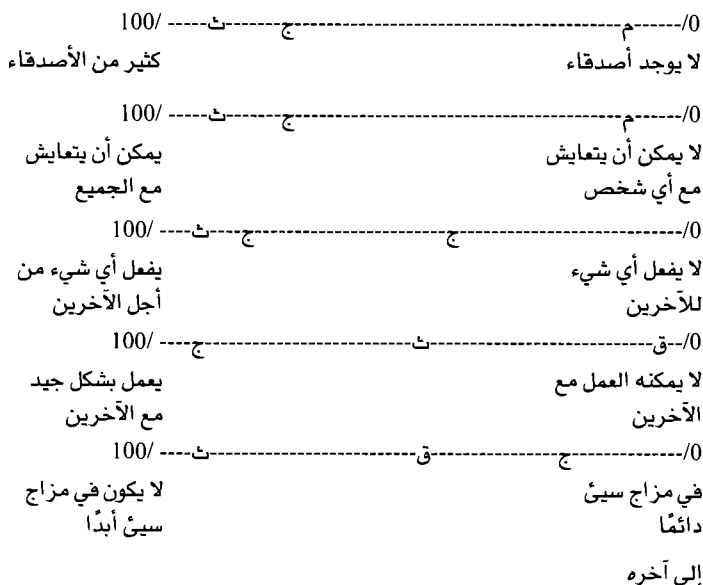 0/-------م-------------------------------------ج------ث----- /100
لا يوجد أصدقاء كثير من الأصدقاء
0/-------م-------------------------------------ج------ث----- /100
لا يمكن أن يتعايش يمكن أن يتعايش
مع أي شخص مع الجميع
0/-------------------------ج----------------------ج-----ث---- /100
لا يفعل أي شيء يفعل أي شيء من
للآخرين أجل الآخرين
0/--ق---------------------------ث------------------------ج---- /100
لا يمكنه العمل مع يعمل بشكل جيد
الآخرين مع الآخرين
0/------------ج----------------ق------------------------ث---- /100
في مزاج سيئ لا يكون في مزاج
دائمًا سيئ أبدًا
إلى آخره